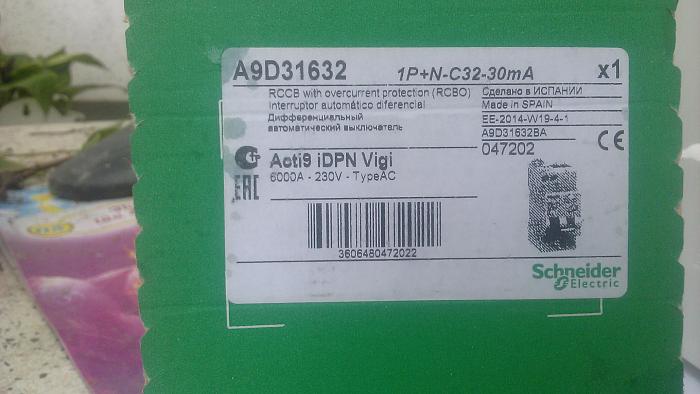 A9D31632 1P+N-C32-30mA x1
RCCB with overcurrent protection (RCBO) Сделано в ИСПАНИИ
Interruptor automático diferencial Made in SPAIN
Дифференциальный EE-2014-W19-4-1
автоматический выключатель A9D31632BA
047202 CE
Acti9 iDPN Vigi
EAC 6000A - 230V - TypeAC
3606480472022
Schneider
Electric